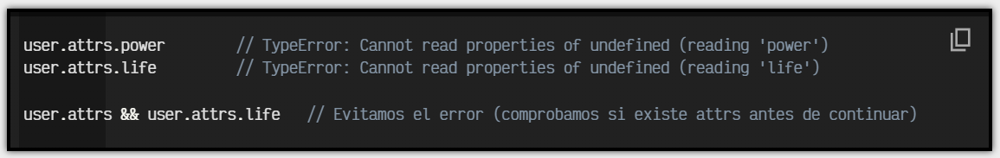 user.attrs.power // TypeError: Cannot read properties of undefined (reading 'power')
user.attrs.life // TypeError: Cannot read properties of undefined (reading 'life')
user.attrs && user.attrs.life // Evitamos el error (comprobamos si existe attrs antes de continuar)